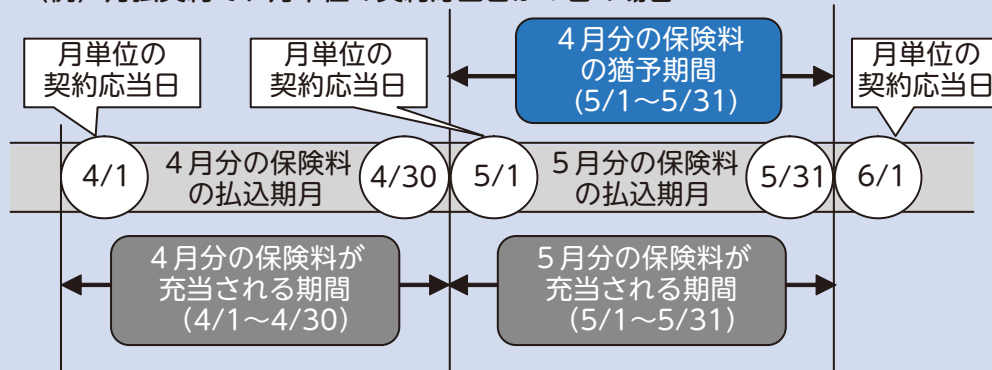 月単位の
契約応当日
月単位の
契約応当日
4月分の保険料
の猶予期間
(5/1〜5/31)
月単位の
契約応当日
4/1
4月分の保険料
の払込期月
4/30
5/1
5月分の保険料
の払込期月
5/31
6/1
4月分の保険料が
充当される期間
(4/1〜4/30)
5月分の保険料が
充当される期間
(5/1〜5/31)